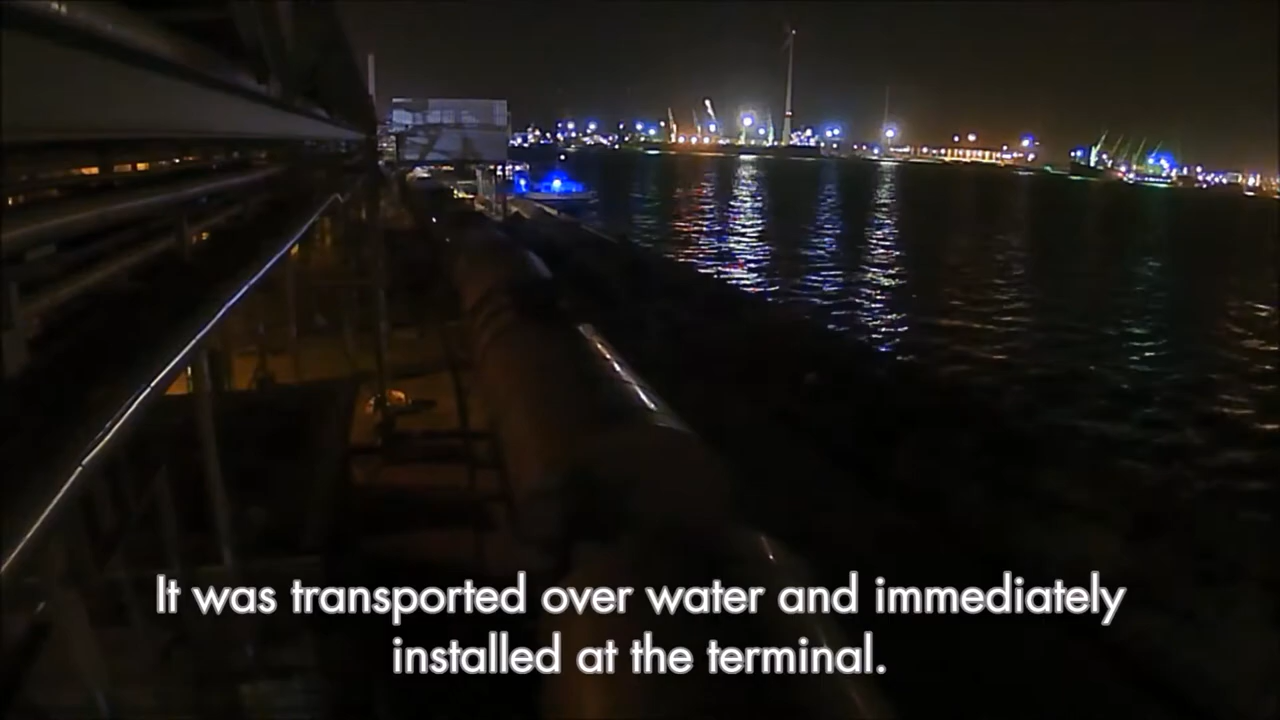 It was transported over water and immediately
installed at the terminal.